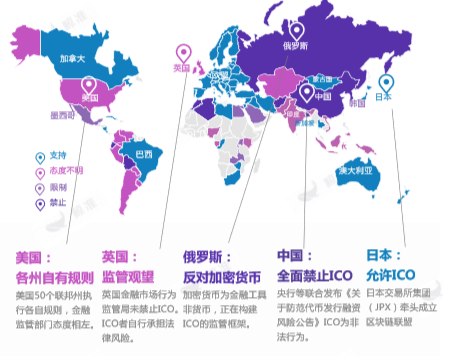 俄罗斯
加拿大
英国
欧盟
蒙古国
美国
中国
日本
韩国
墨西哥
印度
巴西
澳大利亚
支持
态度不明
限制
禁止
美国：
各州自有规则
美国50个联邦州执
行各自规则，金融
监管部门态度相左。
英国：
监管观望
英国金融市场行为
监管局未禁止ICO。
ICO者自行承担法
律风险。
俄罗斯：
反对加密货币
加密货币为金融工具
非货币，正在构建
ICO的监管框架。
中国：
全面禁止ICO
央行等联合发布《关
于防范代币发行融资
风险公告》ICO为非
法行为。
日本：
允许ICO
日本交易所集团
（JPX）牵头成立
区块链联盟